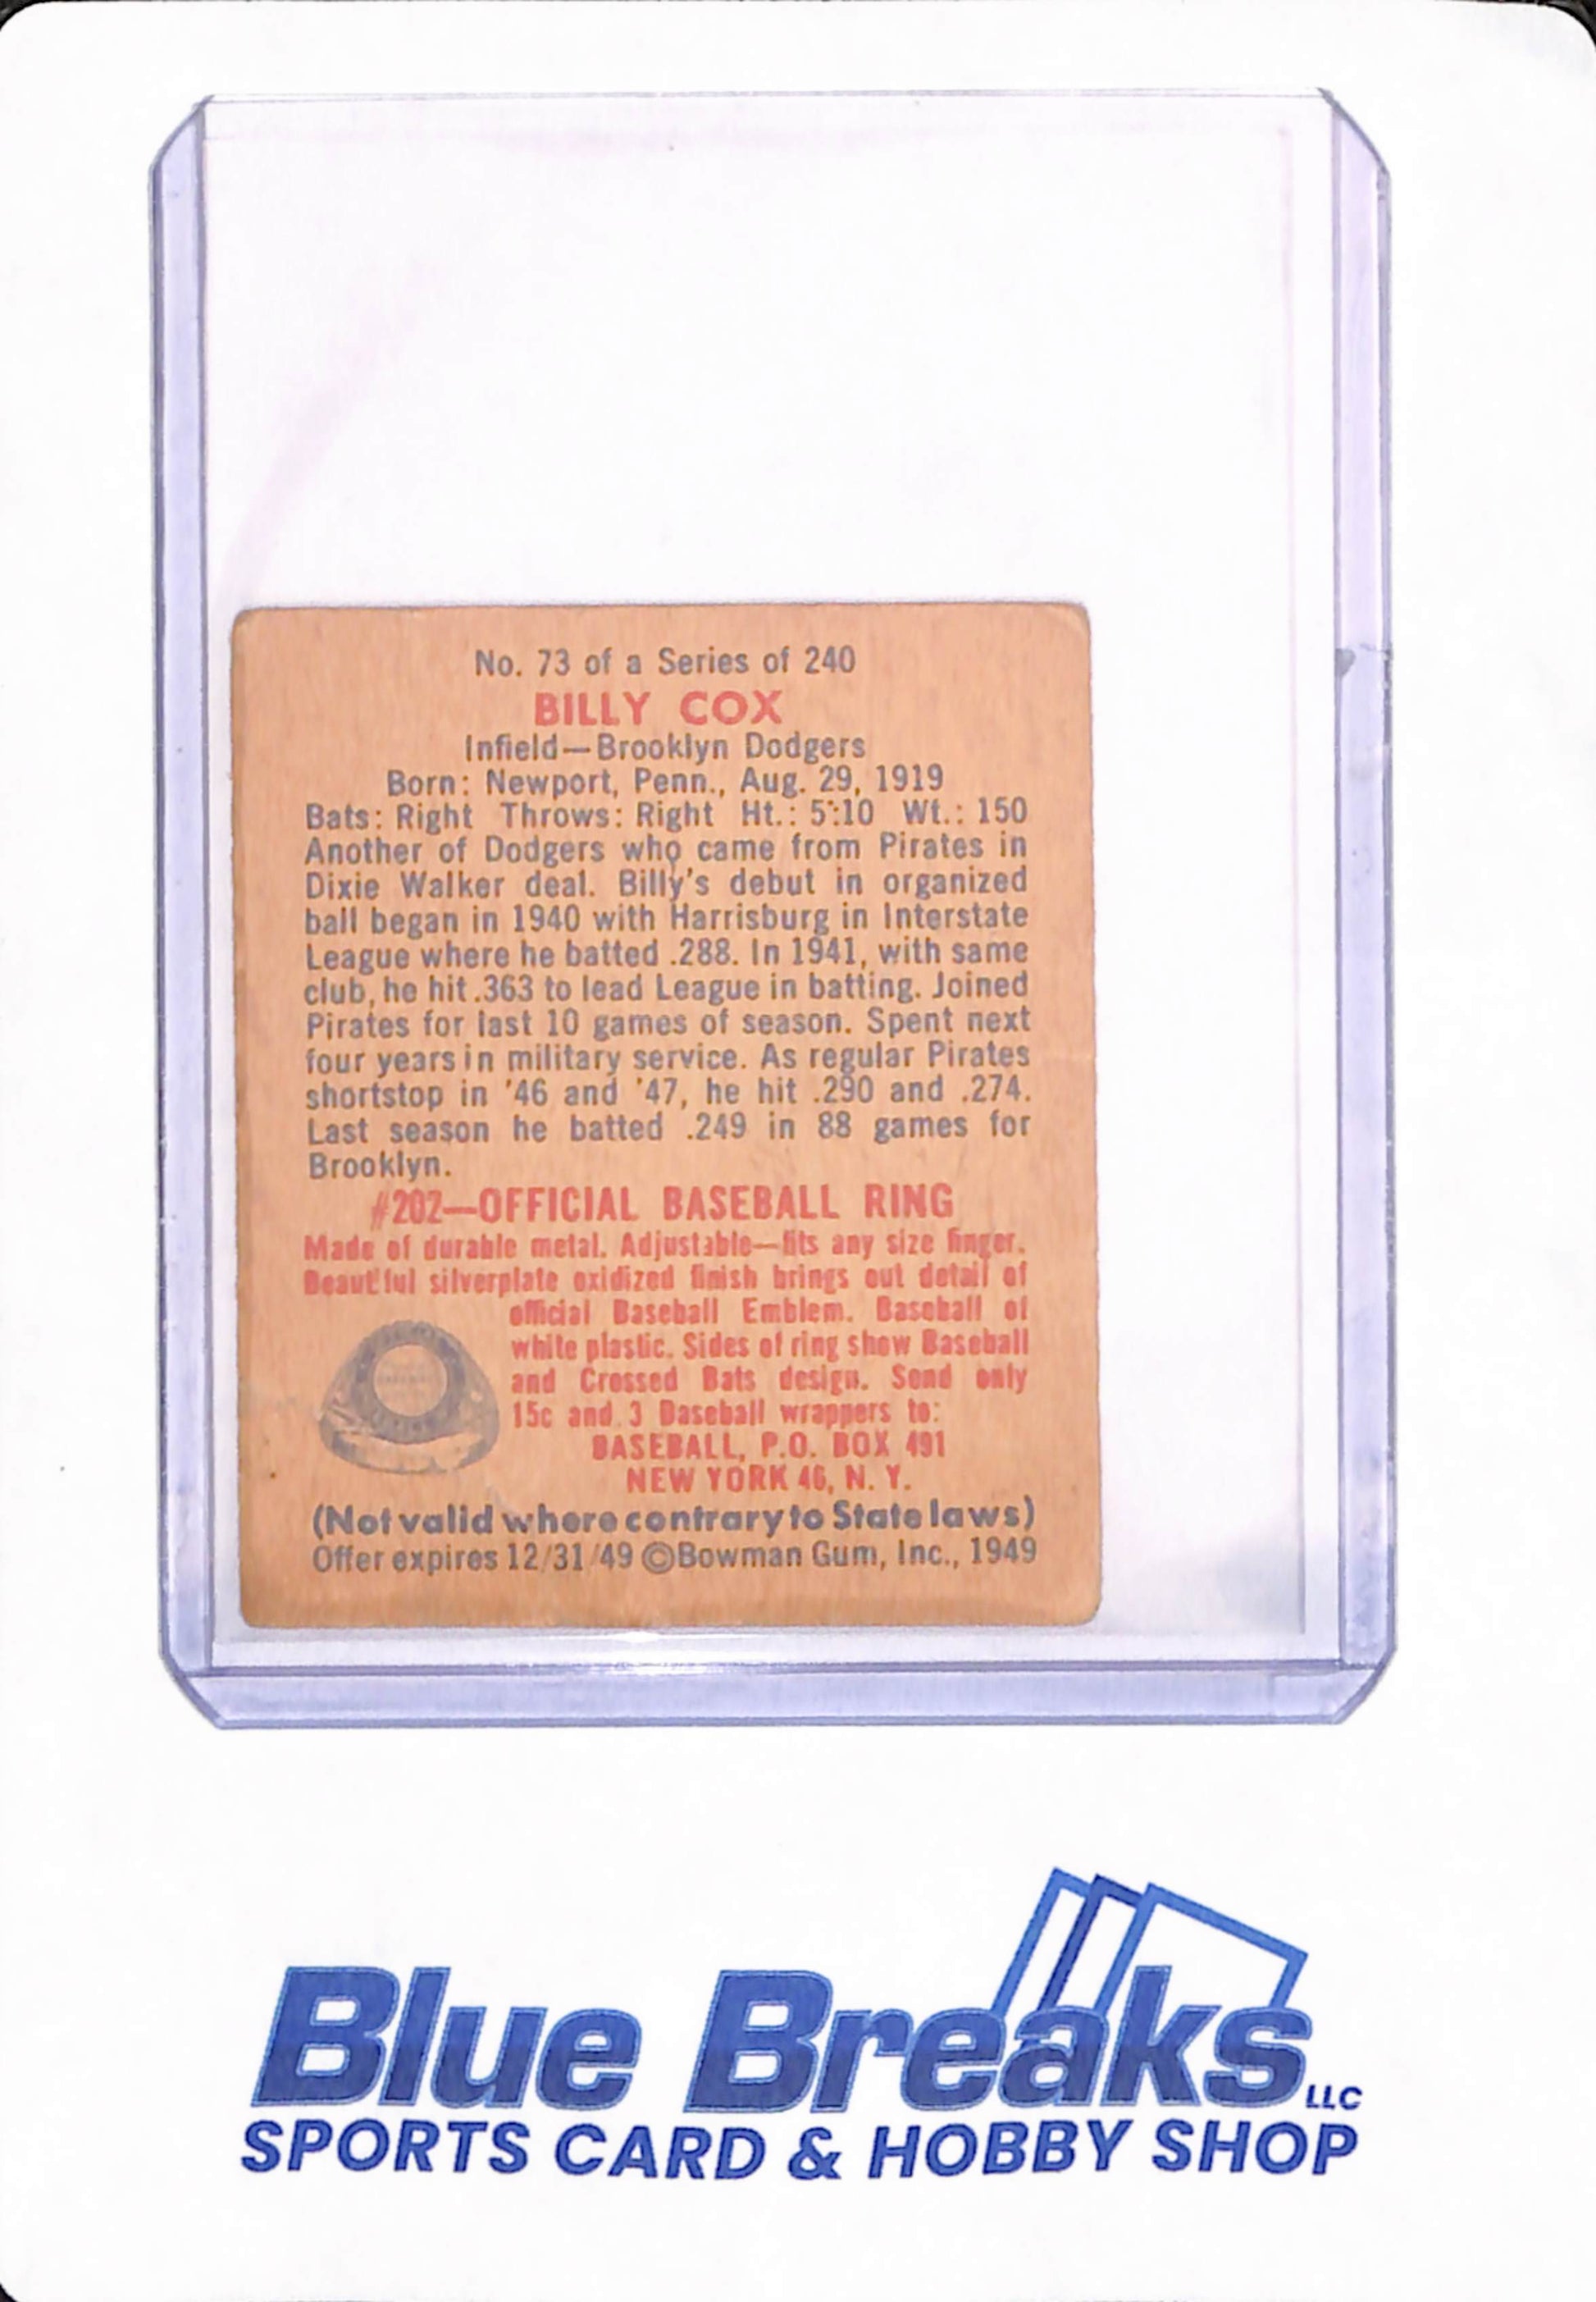 No. 73 of a Series of 240
BILLY COX
Infield—Brooklyn Dodgers
Born: Newport, Penn., Aug. 29, 1919
Bats: Right Throws: Right Ht.: 5:10 Wt.: 150
Another of Dodgers who came from Pirates in
Dixie Walker deal. Billy's debut in organized
ball began in 1940 with Harrisburg in Interstate
League where he batted .288. In 1941, with same
club, he hit .363 to lead League in batting. Joined
Pirates for last 10 games of season. Spent next
four years in military service. As regular Pirates
shortstop in '46 and '47, he hit .290 and .274.
Last season he batted .249 in 88 games for
Brooklyn.
#202—OFFICIAL BASEBALL RING
Made of durable metal. Adjustable—fits any size finger.
Beautiful silverplate oxidized finish brings out detail of
official Baseball Emblem. Baseball of
white plastic. Sides of ring show Baseball
and Crossed Bats design. Send only
15c and 3 Baseball wrappers to:
BASEBALL, P.O. BOX 491
NEW YORK 46, N. Y.
(Not valid where contrary to State laws)
Offer expires 12/31/49 ©Bowman Gum, Inc., 1949
Blue Breaks LLC
SPORTS CARD & HOBBY SHOP